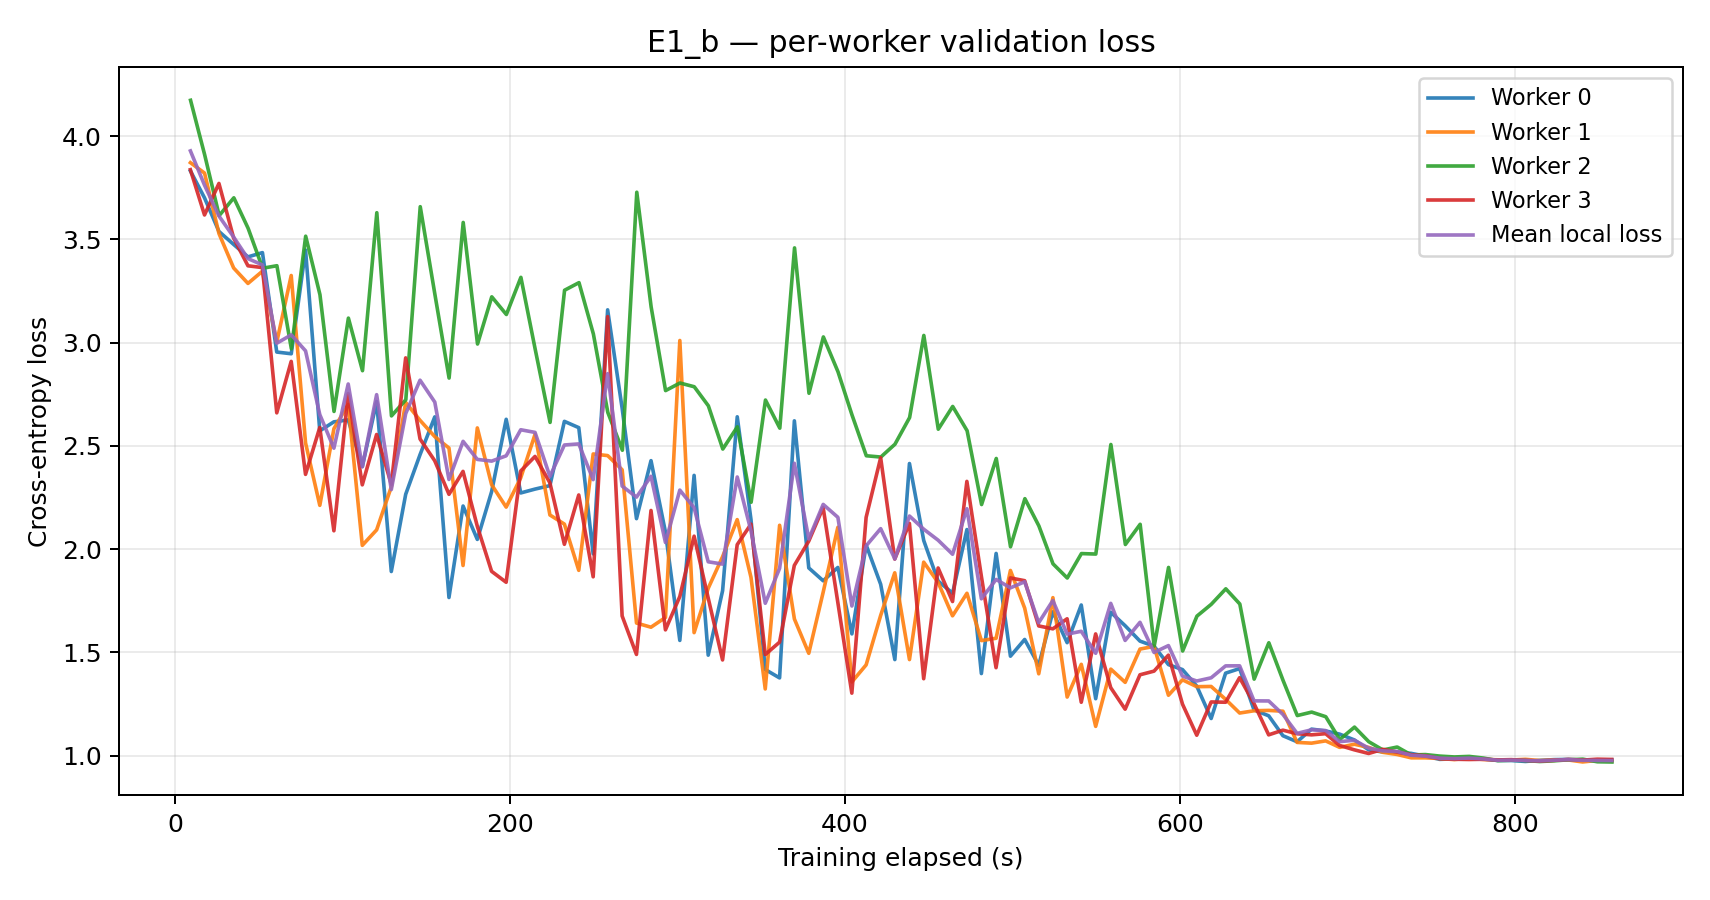 E1_b — per-worker validation loss
Worker 0
Worker 1
Worker 2
Worker 3
Mean local loss
Cross-entropy loss
4.0
3.5
3.0
2.5
2.0
1.5
1.0
0
200
400
600
800
Training elapsed (s)